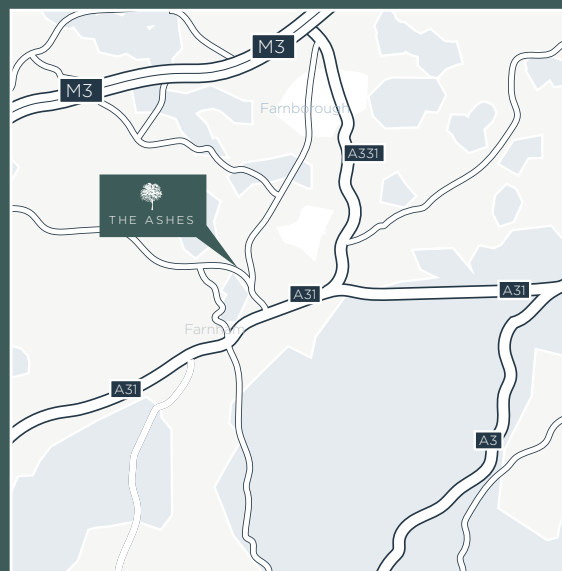 M3
M3
Farnborough
A331
THE ASHES
A31
A31
Farnham
A31
A3